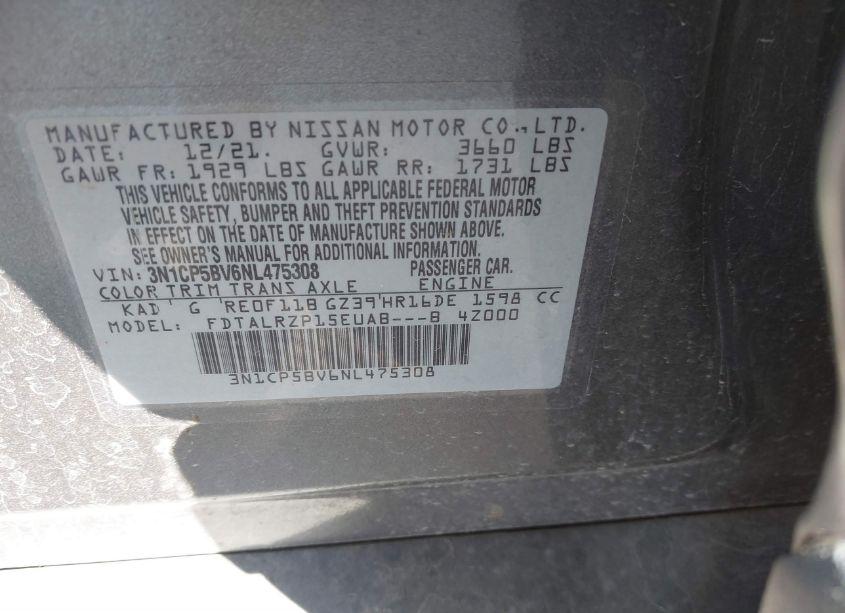 MANUFACTURED BY NISSAN MOTOR CO.,LTD.
DATE: 12/21. GVWR: 3660 LBS
GAWR FR: 1929 LBS GAWR RR: 1731 LBS
THIS VEHICLE CONFORMS TO ALL APPLICABLE FEDERAL MOTOR
VEHICLE SAFETY, BUMPER AND THEFT PREVENTION STANDARDS
IN EFFECT ON THE DATE OF MANUFACTURE SHOWN ABOVE.
SEE OWNER'S MANUAL FOR ADDITIONAL INFORMATION.
VIN: 3N1CP5BV6NL475308 PASSENGER CAR.
COLOR TRIM TRANS AXLE ENGINE
KAD' G 'RE0F11B GZ39'HR16DE 1598 CC
MODEL: FDTALRZP15EUAB---B 4Z000
3N1CP5BV6NL475308